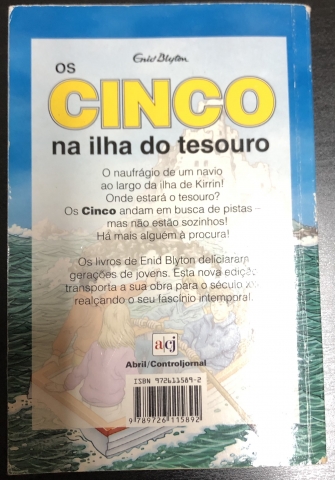 Enid Blyton
OS
CINCO
na ilha do tesouro
O naufrágio de um navio
ao largo da ilha de Kirrin!
Onde estará o tesouro?
Os Cinco andam em busca de pistas –
mas não estão sozinhos!
Há mais alguém à procura!
Os livros de Enid Blyton deliciaram
gerações de jovens. Esta nova edição
transporta a sua obra para o século
realçando o seu fascínio intemporal.
a|cj
Abril/Controljornal
ISBN 972611589-2
9 789726 115892